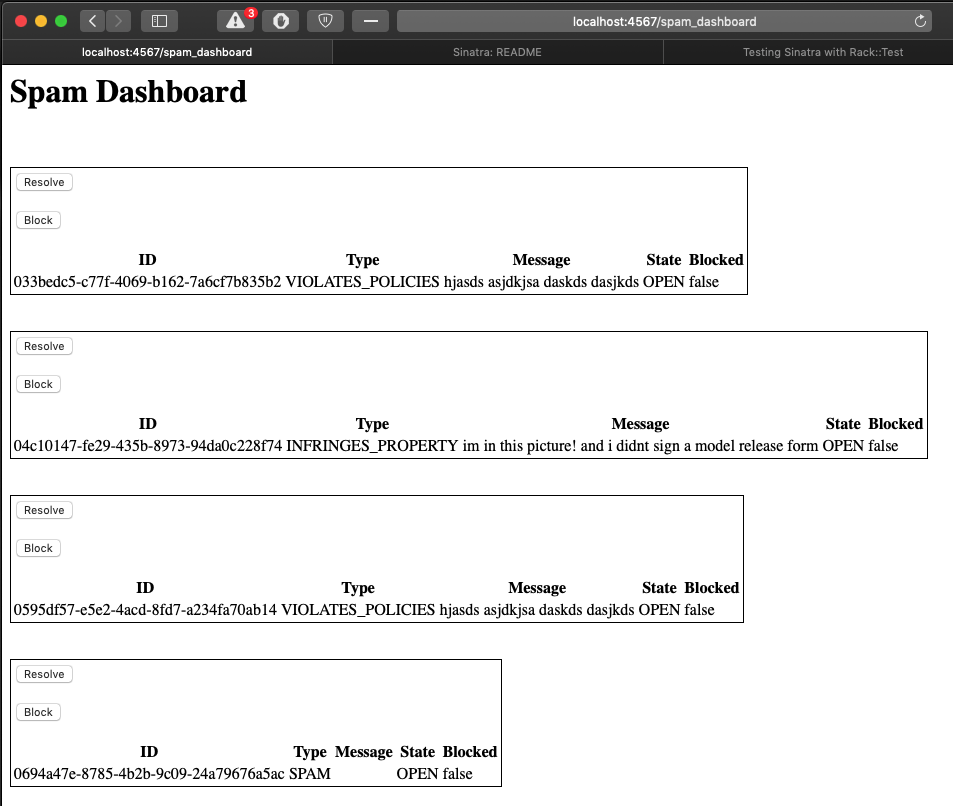 3
localhost:4567/spam_dashboard
localhost:4567/spam_dashboard Sinatra: README Testing Sinatra with Rack::Test
Spam Dashboard
Resolve
Block
ID Type Message State Blocked
033bedc5-c77f-4069-b162-7a6cf7b835b2 VIOLATES_POLICIES hjasds asjdkjsa daskds dasjkds OPEN false
Resolve
Block
ID Type Message State Blocked
04c10147-fe29-435b-8973-94da0c228f74 INFRINGES_PROPERTY im in this picture! and i didnt sign a model release form OPEN false
Resolve
Block
ID Type Message State Blocked
0595df57-e5e2-4acd-8fd7-a234fa70ab14 VIOLATES_POLICIES hjasds asjdkjsa daskds dasjkds OPEN false
Resolve
Block
ID Type Message State Blocked
0694a47e-8785-4b2b-9c09-24a79676a5ac SPAM OPEN false